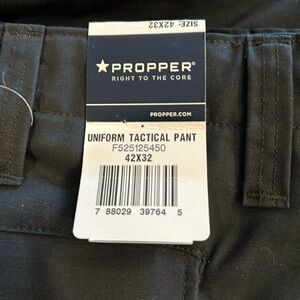 SIZE: 42X32
★PROPPER®
RIGHT TO THE CORE
PROPPER.COM
UNIFORM TACTICAL PANT
F525125450
42X32
7 88029 39764 5